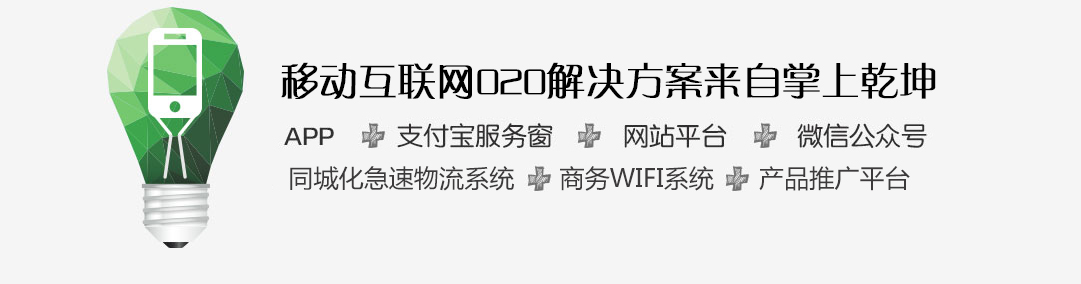 移动互联网O2O解决方案来自掌上乾坤
APP + 支付宝服务窗 + 网站平台 + 微信公众号
同城化急速物流系统 + 商务WIFI系统 + 产品推广平台